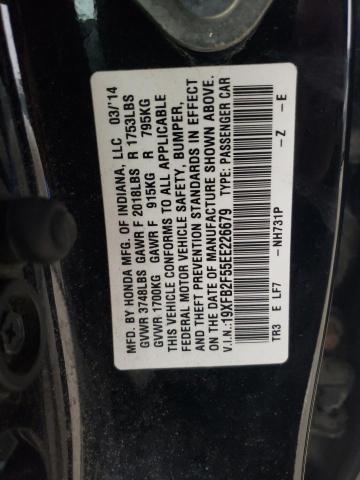 MFD. BY HONDA MFG. OF INDIANA, LLC 03/'14
GVWR 3748LBS GAWR F 2018LBS R 1753LBS
GVWR 1700KG GAWR F 915KG R 795KG
THIS VEHICLE CONFORMS TO ALL APPLICABLE
FEDERAL MOTOR VEHICLE SAFETY, BUMPER,
AND THEFT PREVENTION STANDARDS IN EFFECT
ON THE DATE OF MANUFACTURE SHOWN ABOVE.
V.I.N.:19XFB2F55EE226679 TYPE: PASSENGER CAR
TR3 E LF7 -NH731P -Z -E